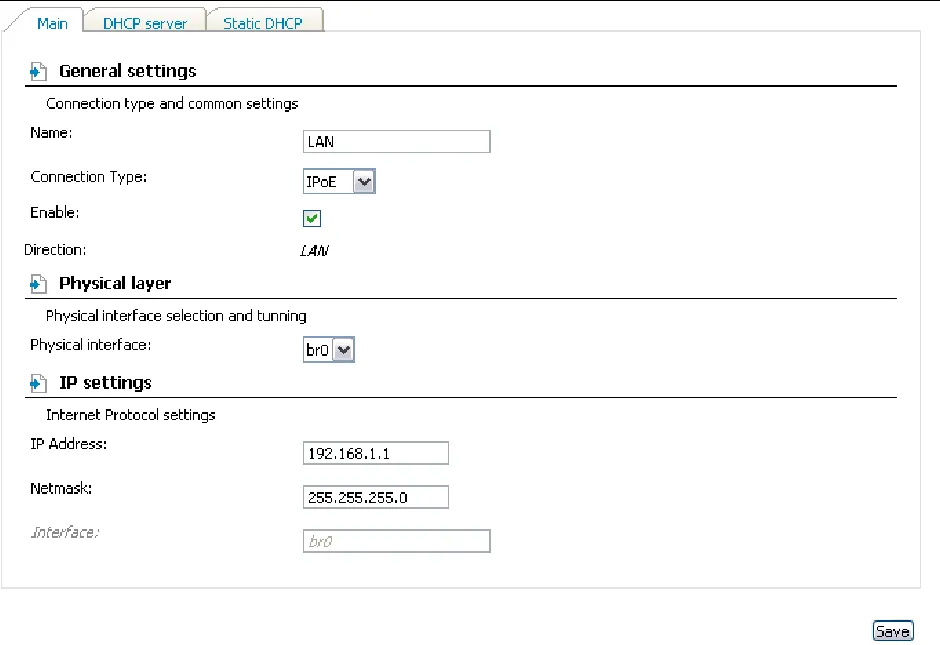 Main DHCP server Static DHCP
General settings
Connection type and common settings
Name: LAN
Connection Type: IPoE
Enable:
Direction: LAN
Physical layer
Physical interface selection and tunning
Physical interface: br0
IP settings
Internet Protocol settings
IP Address: 192.168.1.1
Netmask: 255.255.255.0
Interface: br0
Save